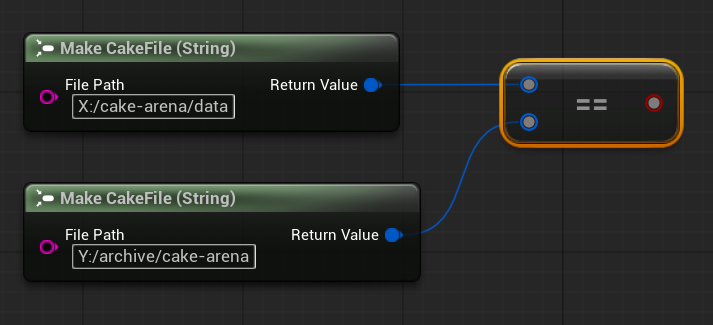 Make CakeFile (String)
File Path
Return Value
X:/cake-arena/data
==
Make CakeFile (String)
File Path
Return Value
Y:/archive/cake-arena